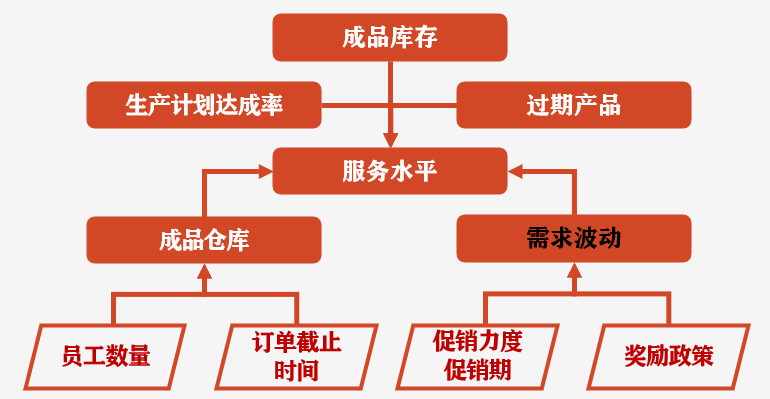 成品库存
生产计划达成率
过期产品
服务水平
成品仓库
需求波动
员工数量
订单截止
时间
促销力度
促销期
奖励政策